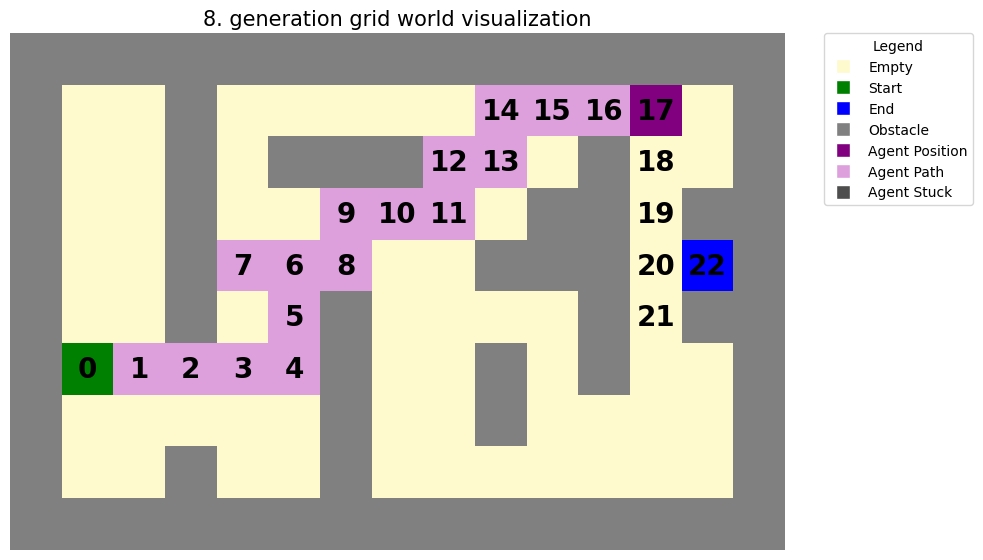 8. generation grid world visualization
Legend
Empty
Start
End
Obstacle
Agent Position
Agent Path
Agent Stuck
14 15 16 17
12 13 18
9 10 11 19
7 6 8 20 22
5 21
0 1 2 3 4